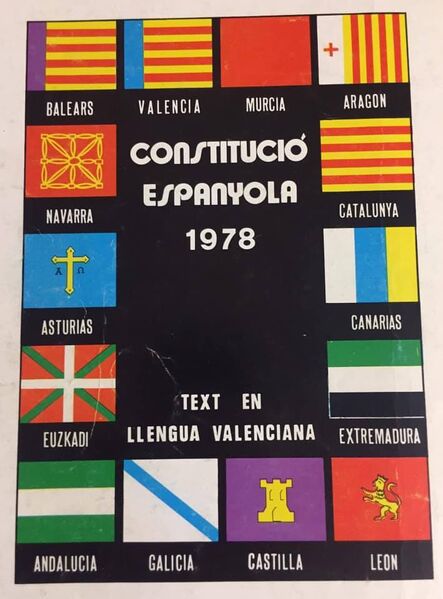 BALEARS VALENCIA MURCIA ARAGON
CONSTITUCIÓ
ESPANYOLA
1978
NAVARRA CATALUNYA
Α Ω
ASTURIAS CANARIAS
TEXT EN
LLENGUA VALENCIANA
EUZKADI EXTREMADURA
ANDALUCIA GALICIA CASTILLA LEON